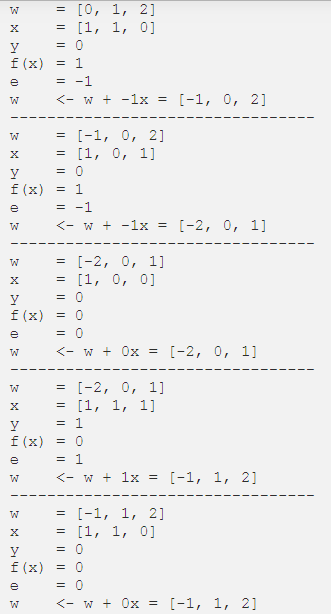 w    = [0, 1, 2]
x    = [1, 1, 0]
y    = 0
f(x) = 1
e    = -1
w    <- w + -1x = [-1, 0, 2]
---------------------------------
w    = [-1, 0, 2]
x    = [1, 0, 1]
y    = 0
f(x) = 1
e    = -1
w    <- w + -1x = [-2, 0, 1]
---------------------------------
w    = [-2, 0, 1]
x    = [1, 0, 0]
y    = 0
f(x) = 0
e    = 0
w    <- w + 0x = [-2, 0, 1]
---------------------------------
w    = [-2, 0, 1]
x    = [1, 1, 1]
y    = 1
f(x) = 0
e    = 1
w    <- w + 1x = [-1, 1, 2]
---------------------------------
w    = [-1, 1, 2]
x    = [1, 1, 0]
y    = 0
f(x) = 0
e    = 0
w    <- w + 0x = [-1, 1, 2]